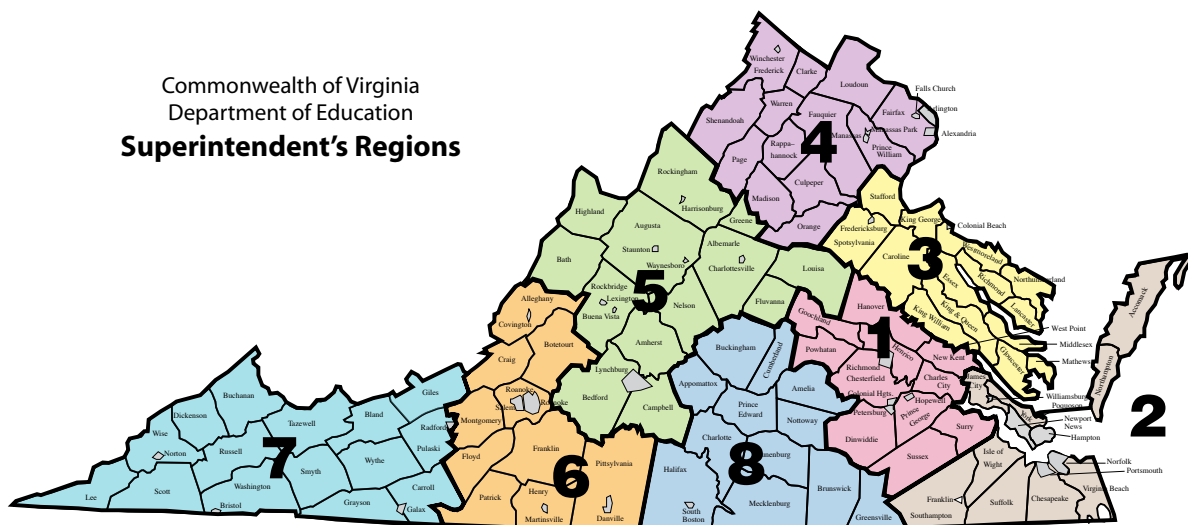 Commonwealth of Virginia
Department of Education
Superintendent's Regions
Winchester
Frederick
Clarke
Loudoun
Falls Church
Arlington
Alexandria
Warren
Fauquier
Fairfax
Shenandoah
Manassas
Manassas Park
Prince
William
Page
Rappa–
hannock
4
Culpeper
Madison
Orange
Rockingham
Harrisonburg
Greene
Highland
Augusta
Staunton
Albemarle
Bath
Waynesboro
Charlottesville
Louisa
Rockbridge
Lexington
5
Nelson
Fluvanna
Buena Vista
Amherst
Lynchburg
Bedford
Campbell
Stafford
King George
Colonial Beach
Fredericksburg
Spotsylvania
Caroline
Westmoreland
3
Essex
Richmond
Northumberland
Lancaster
King William
King & Queen
Gloucester
West Point
Middlesex
Mathews
Hanover
Goochland
1
Henrico
Powhatan
New Kent
Richmond
Chesterfield
Charles
City
Colonial Hgts.
Hopewell
Petersburg
Prince
George
Surry
Dinwiddie
Sussex
Accomack
Northampton
James
City
Williamsburg
Poquoson
York
Newport
News
Hampton
2
Norfolk
Portsmouth
Isle of
Wight
Virginia Beach
Franklin
Suffolk
Chesapeake
Southampton
Alleghany
Covington
Botetourt
Craig
Roanoke
Salem
Roanoke
Montgomery
Floyd
Franklin
Pittsylvania
6
Patrick
Henry
Martinsville
Danville
Buckingham
Cumberland
Appomattox
Amelia
Prince
Edward
Nottoway
Charlotte
8
Lunenburg
Halifax
South
Boston
Mecklenburg
Brunswick
Greensville
Giles
Buchanan
Dickenson
Tazewell
Bland
Radford
Wise
Norton
Russell
7
Pulaski
Wythe
Smyth
Lee
Scott
Washington
Bristol
Grayson
Carroll
Galax